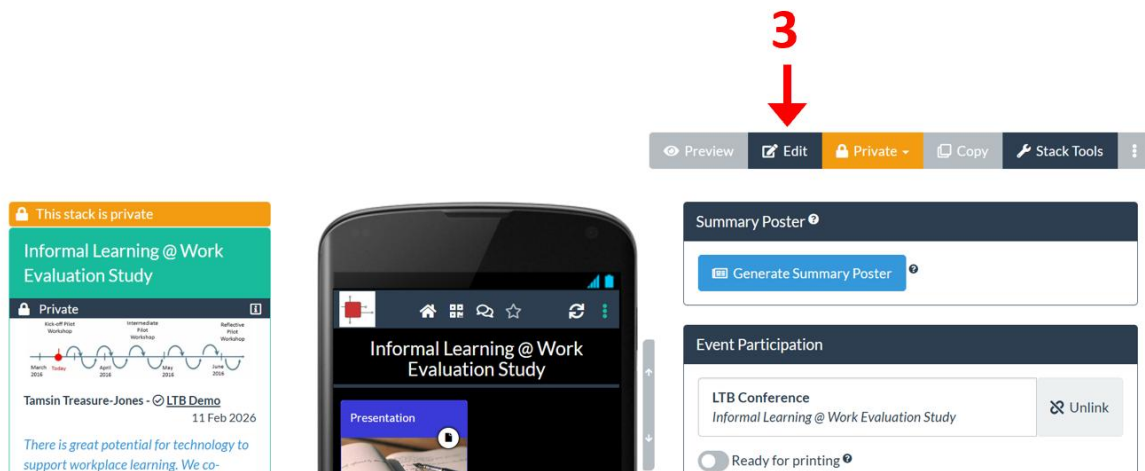 3
Preview
Edit
Private
Copy
Stack Tools
This stack is private
Informal Learning @ Work
Evaluation Study
Private
Kick-off Pilot
Workshop
Intermediate
Pilot
Workshop
Reflective
Pilot
Workshop
March
2016
Today
April
2016
May
2016
June
2016
Tamsin Treasure-Jones - LTB Demo
11 Feb 2026
There is great potential for technology to
support workplace learning. We co-
Informal Learning @ Work
Evaluation Study
Presentation
Summary Poster
Generate Summary Poster
Event Participation
LTB Conference
Informal Learning @ Work Evaluation Study
Unlink
Ready for printing